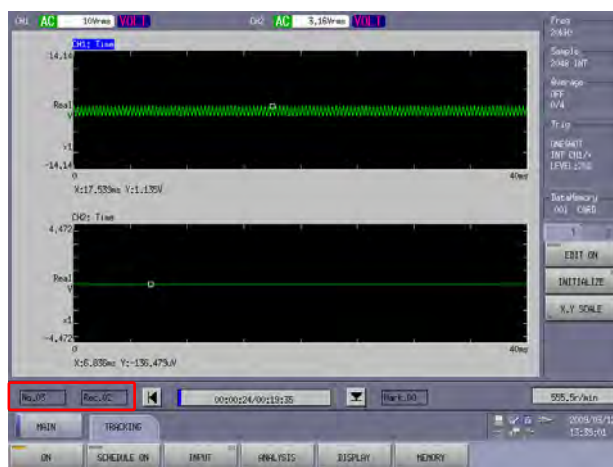 CH1 AC 10Vrms VOLT CH2 AC 3.16Vrms VOLT
Freq
20kHz
Sample
2048 INT
Average
OFF
0/4
Trig
ONESHOT
INT CH1/+
DataMemory
001 CARD
1
EDIT ON
INITIALIZE
X.Y SCALE
CH1: Time
14.14
Real
V
x1
-14.14
0
40ms
X:17.539ms Y:1.135V
CH2: Time
4.472
Real
V
x1
-4.472
0
40ms
X:6.836ms Y:-136.479uV
No.03 Rec.02 00:00:24/00:19:35 Mark.00 555.5r/min
MAIN TRACKING
13:35:01
ON SCHEDULE ON INPUT ANALYSIS DISPLAY MEMORY